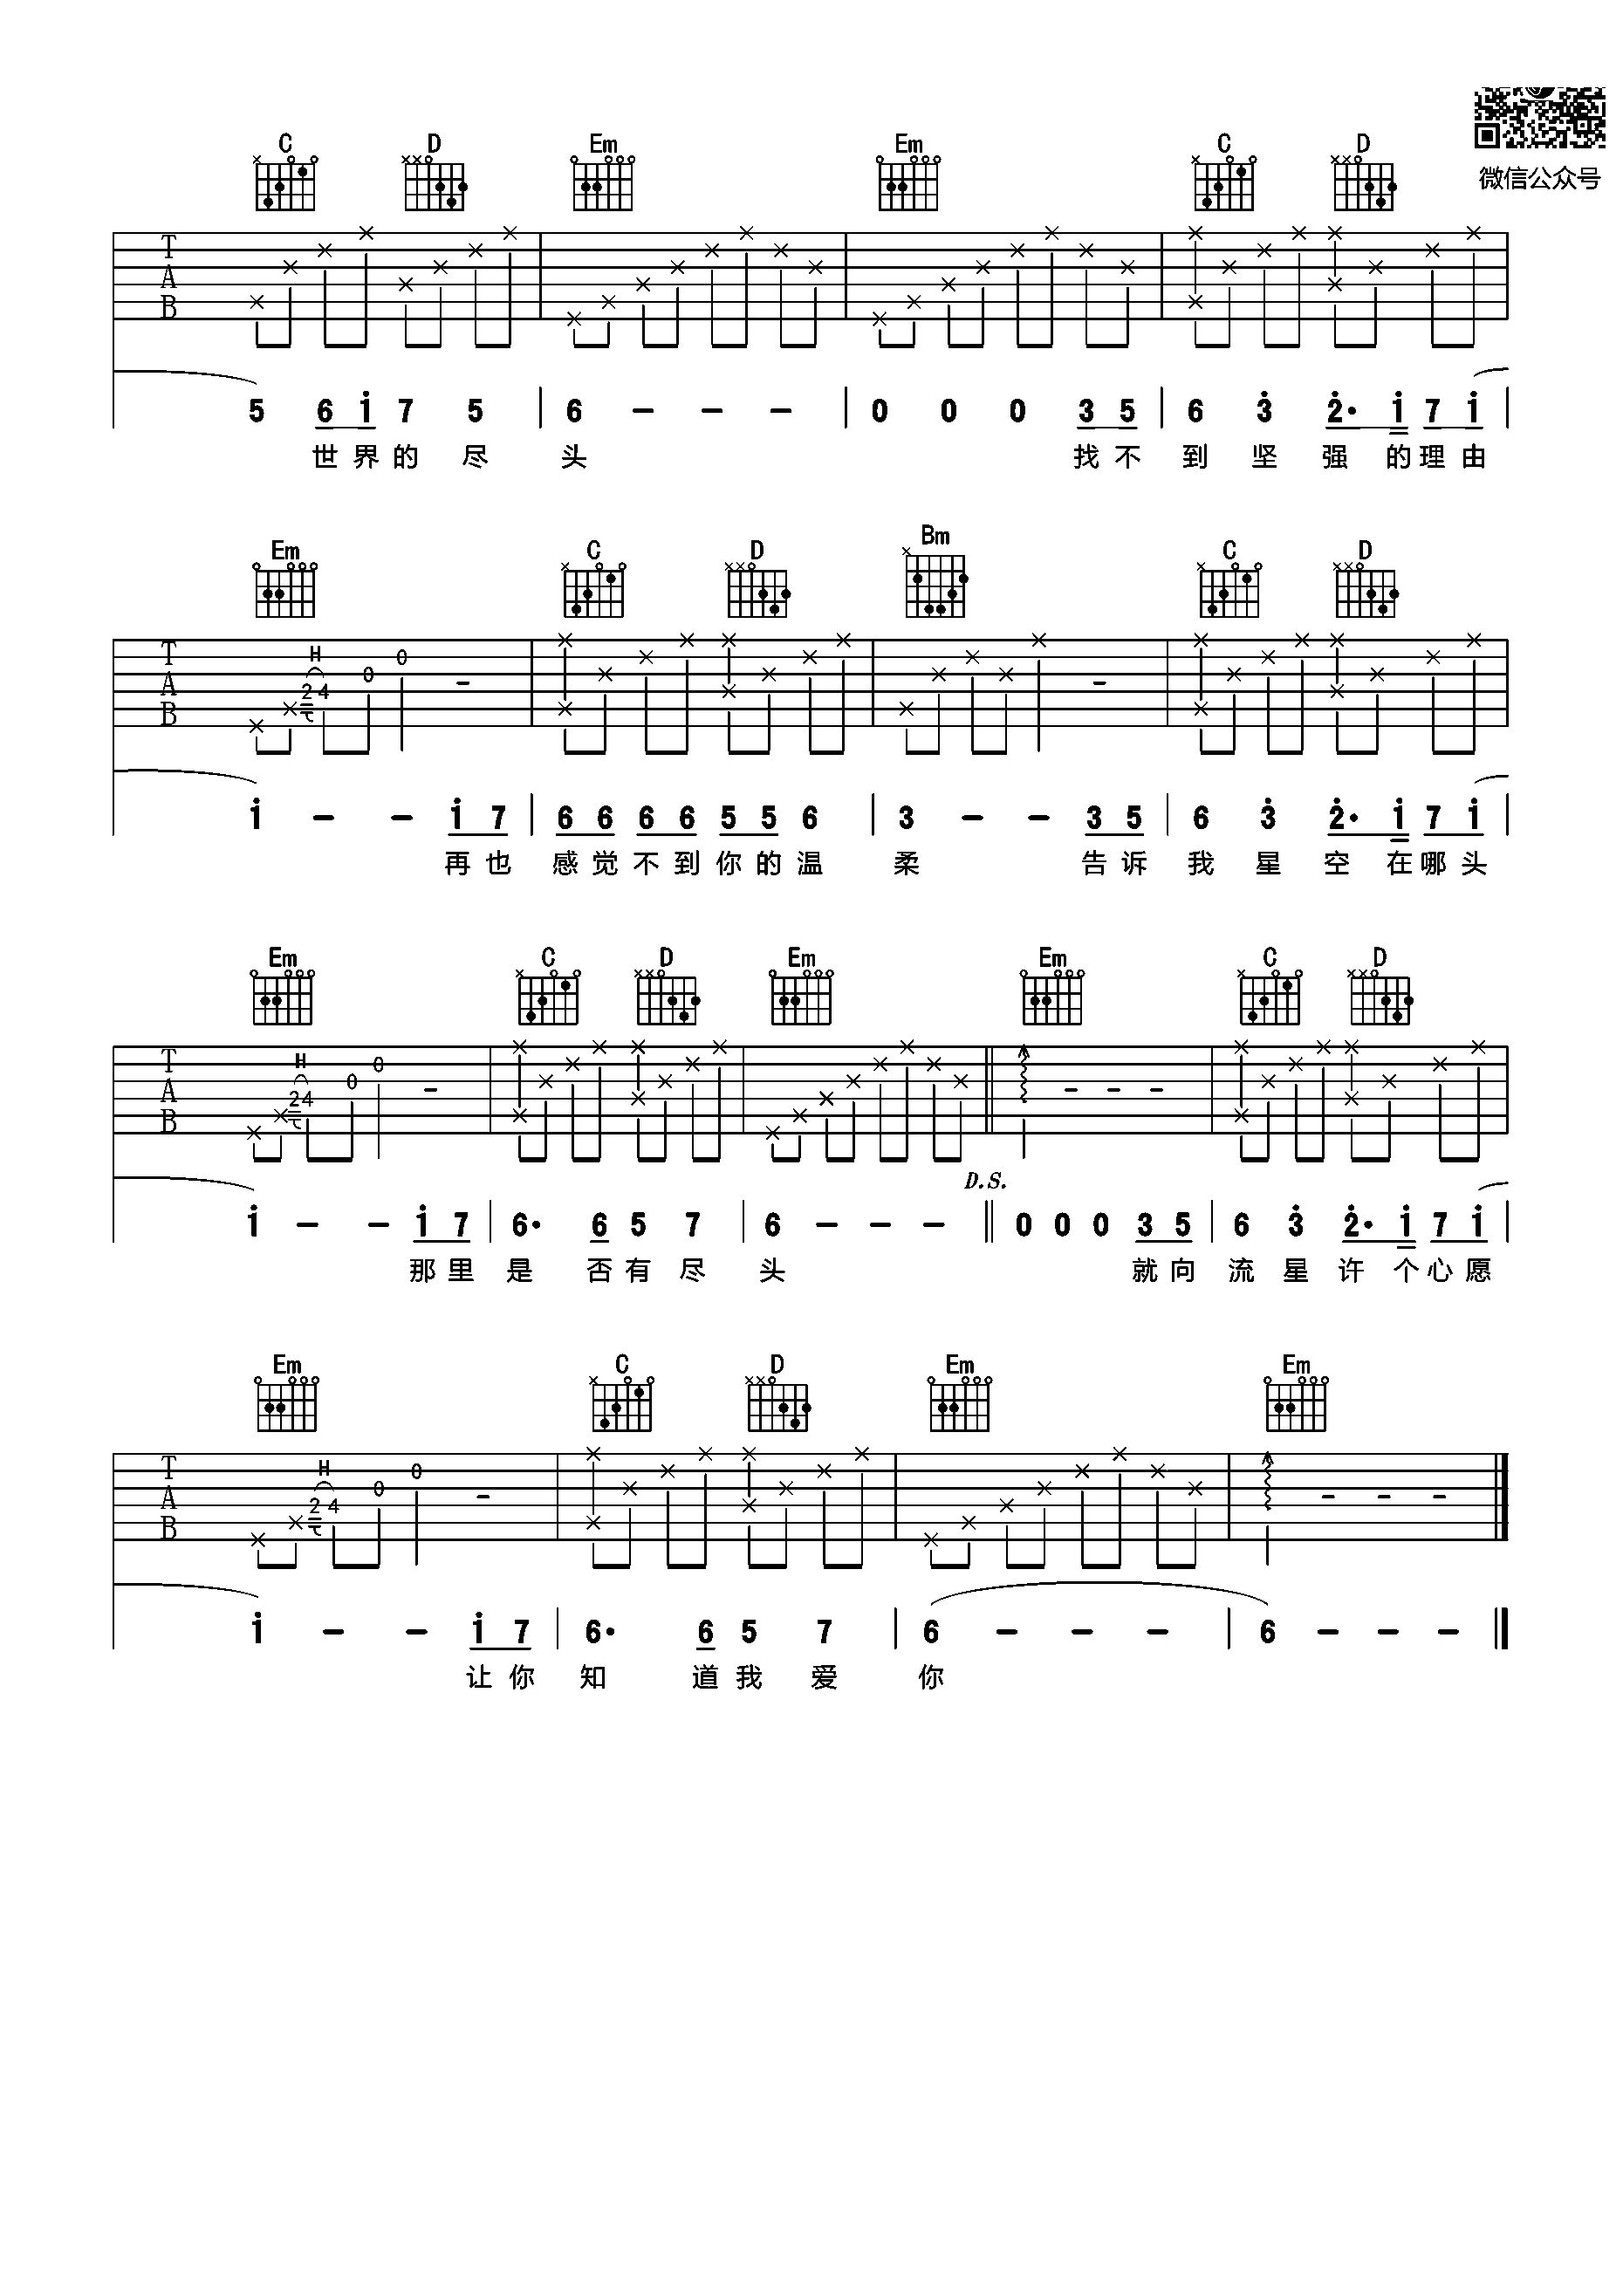 微信公众号
C D Em Em C D
T
A
B
5 6 i 7 5 | 6 - - - | 0 0 0 3 5 | 6 3̇ 2̇· i 7 i |
世界的尽头 找不到坚强的理由
Em C D Bm C D
H
T
A
B
2 4 0 0
i - - i 7 | 6 6 6 6 5 5 6 | 3 - - 3 5 | 6 3̇ 2̇· i 7 i |
再也感觉不到你的温柔 告诉我星空在哪头
Em C D Em Em C D
H
T
A
B
2 4 0 0
D.S.
i - - i 7 | 6· 6 5 7 | 6 - - - || 0 0 0 3 5 | 6 3̇ 2̇· i 7 i |
那里是否有尽头 就向流星许个心愿
Em C D Em Em
H
T
A
B
2 4 0 0
i - - i 7 | 6· 6 5 7 | 6 - - - | 6 - - - ‖
让你知道我爱你